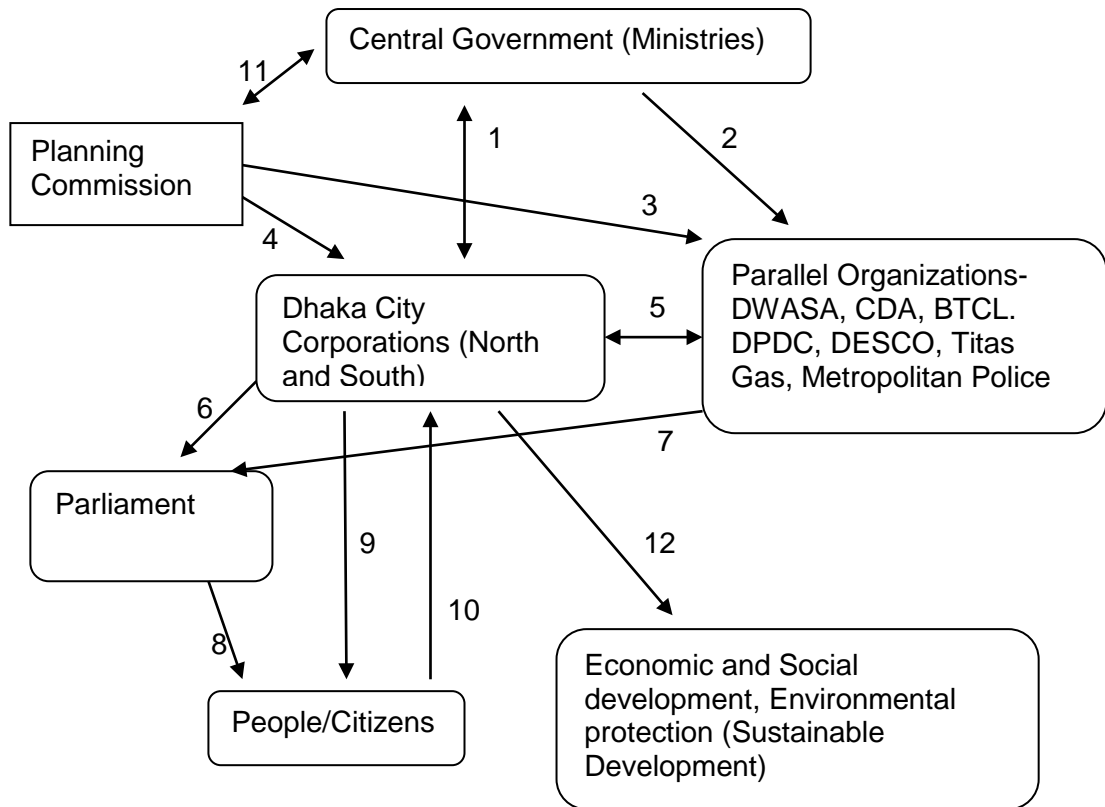 Central Government (Ministries)
11
1
2
Planning
Commission
3
4
Parallel Organizations-
DWASA, CDA, BTCL.
DPDC, DESCO, Titas
Gas, Metropolitan Police
Dhaka City
Corporations (North
and South)
5
6
7
Parliament
9
12
10
8
Economic and Social
development, Environmental
protection (Sustainable
Development)
People/Citizens